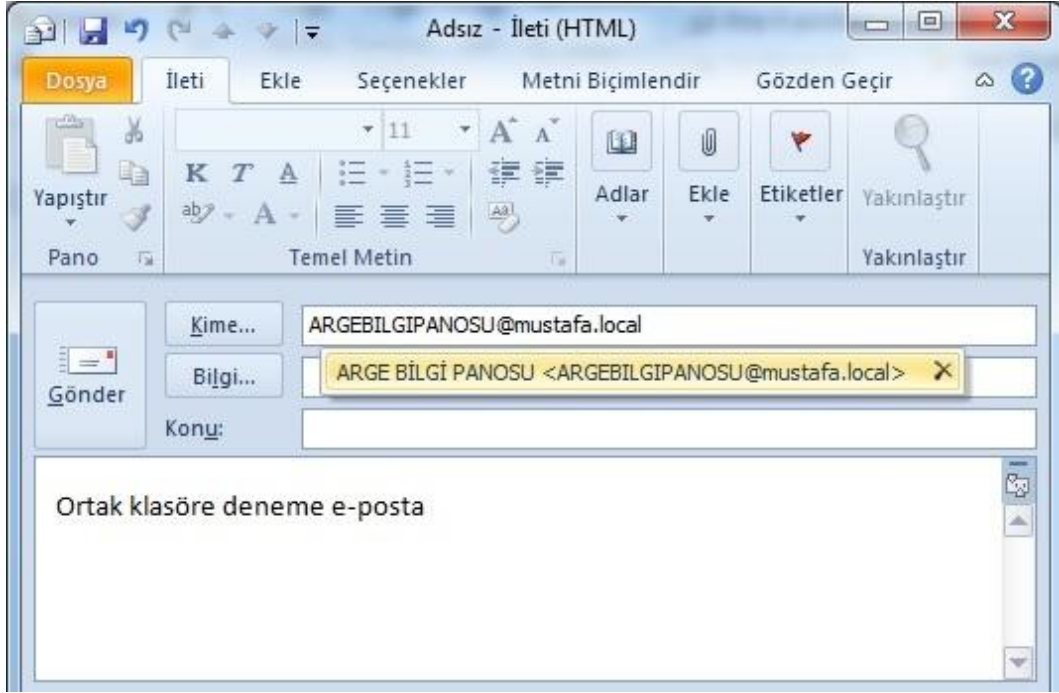 Adsız - İleti (HTML)
Dosya İleti Ekle Seçenekler Metni Biçimlendir Gözden Geçir
11 A A
K T A
Yapıştır Adlar Ekle Etiketler Yakınlaştır
ab A Aa
Pano Temel Metin Yakınlaştır
Kime... ARGEBILGIPANOSU@mustafa.local
Bilgi... ARGE BİLGİ PANOSU <ARGEBILGIPANOSU@mustafa.local>
Gönder
Konu:
Ortak klasöre deneme e-posta